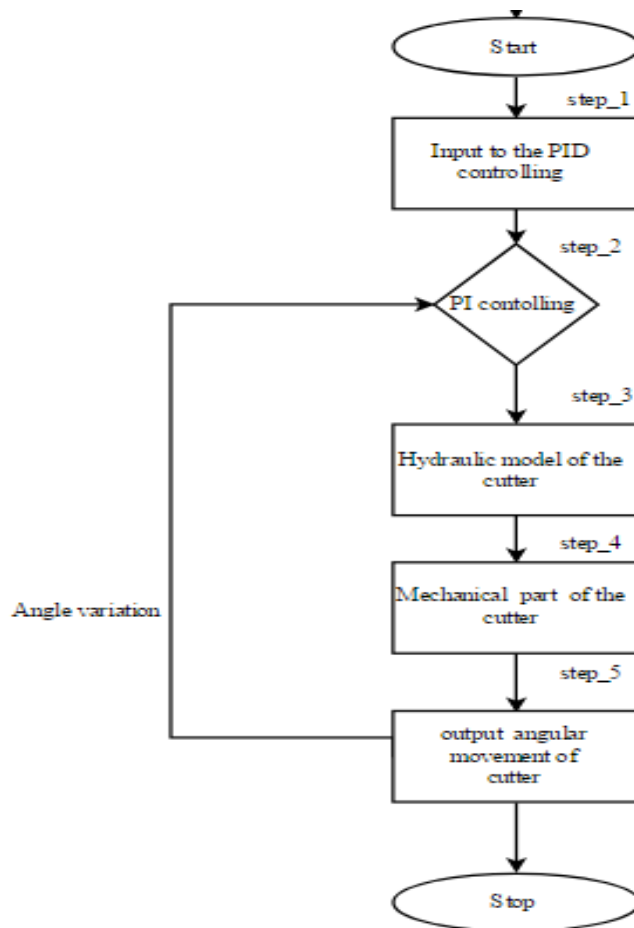 Start
step_1
Input to the PID
controlling
step_2
PI contolling
step_3
Hydraulic model of the
cutter
step_4
Mechanical part of the
cutter
Angle variation
step_5
output angular
movement of
cutter
Stop